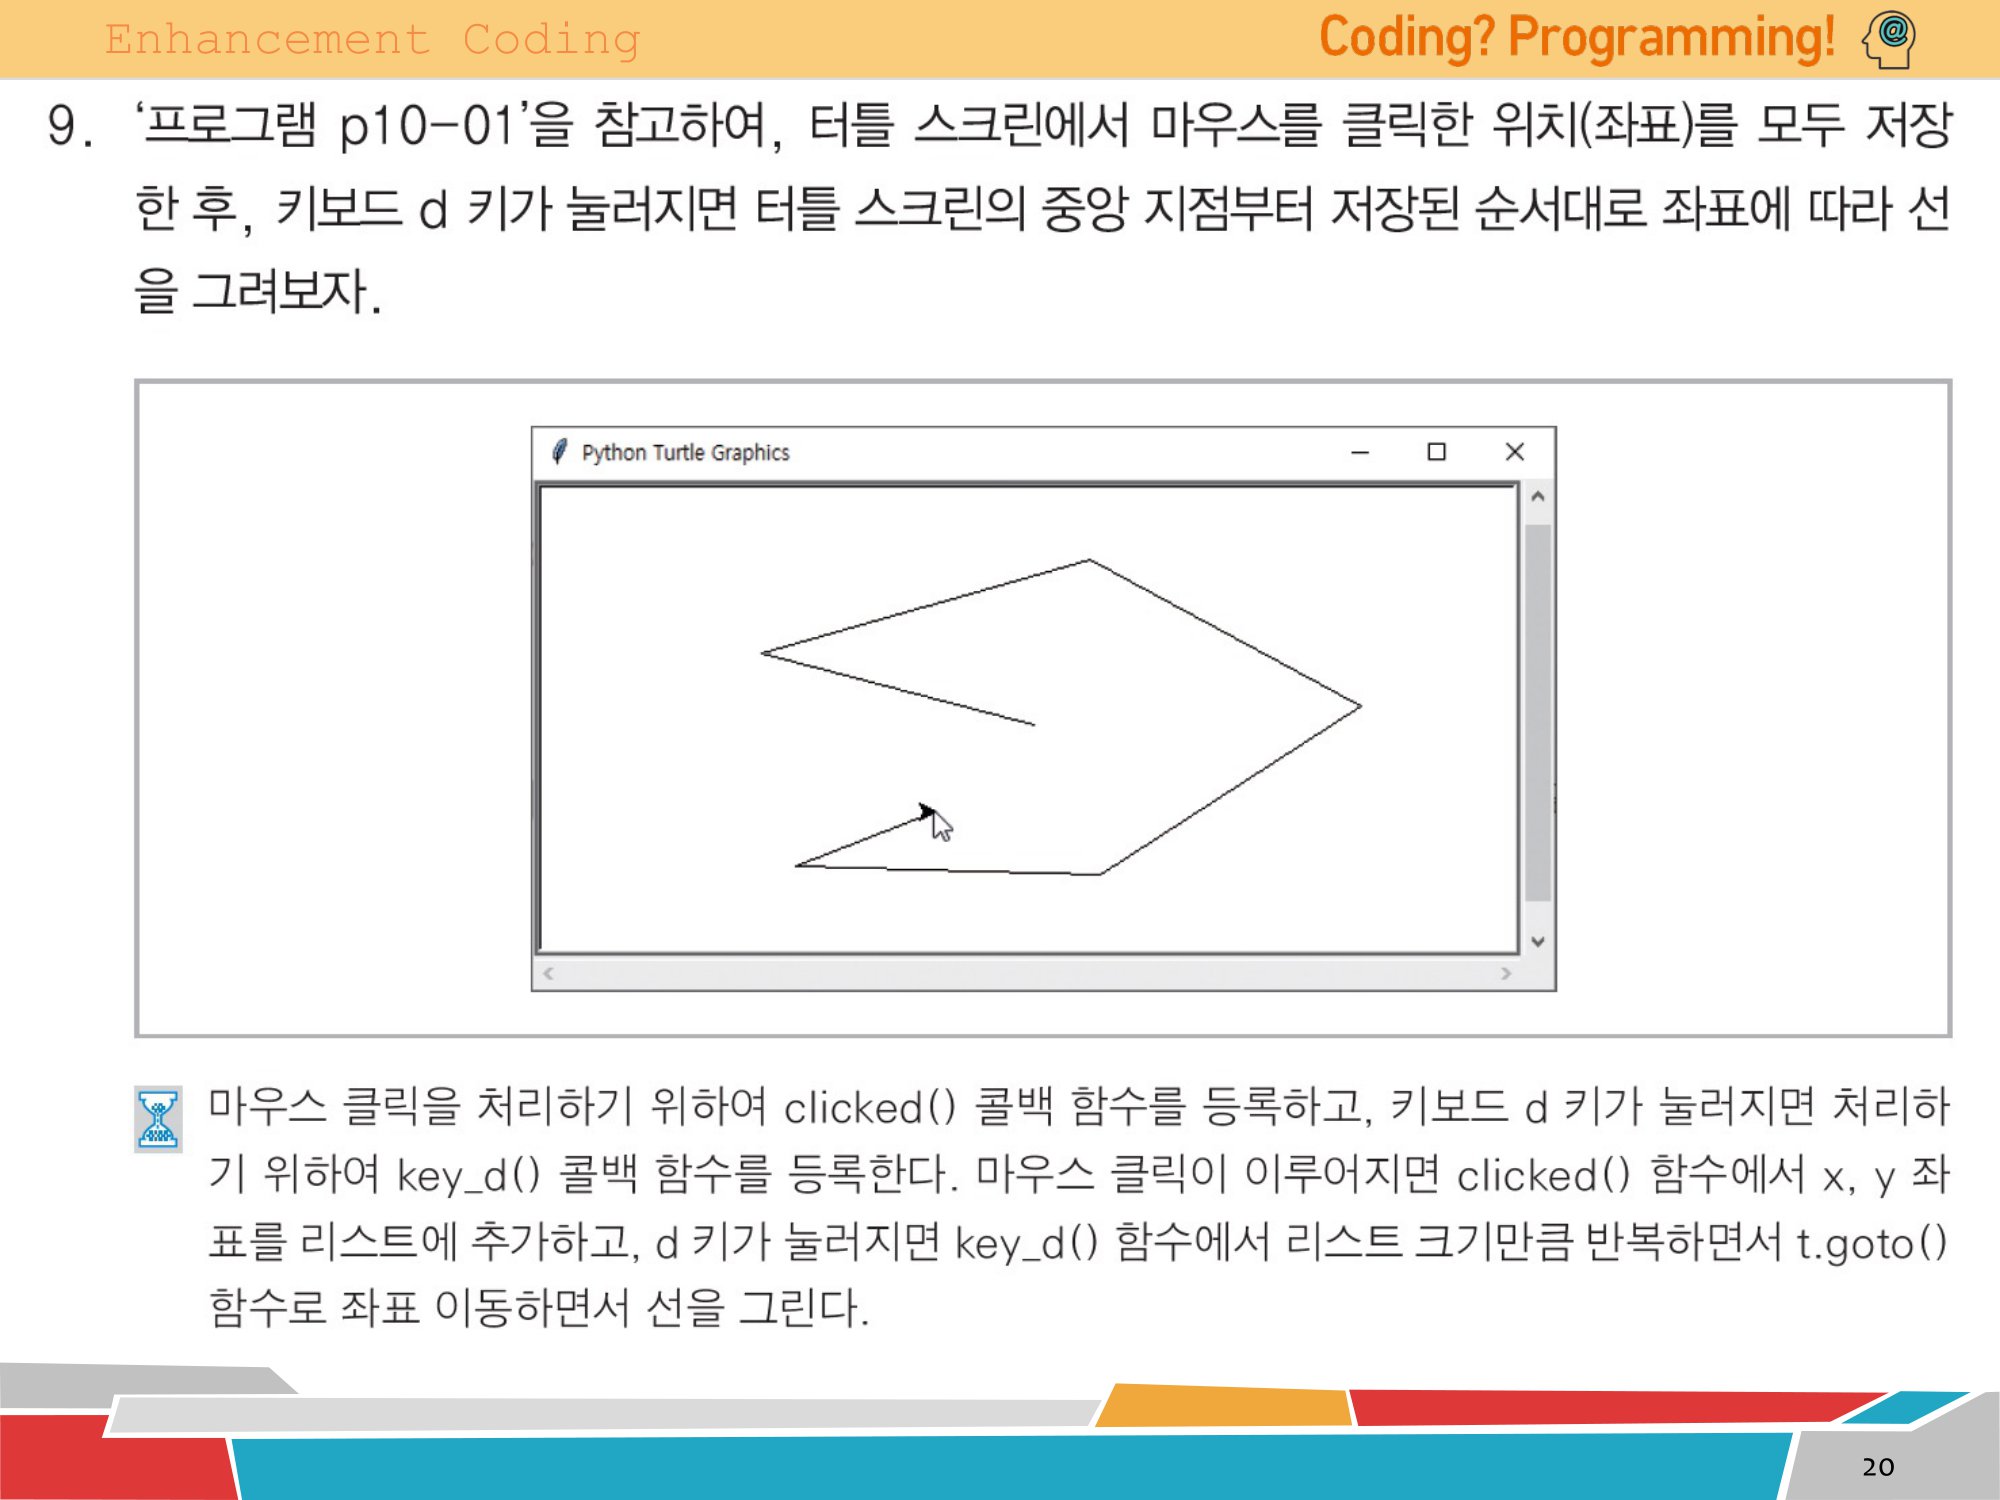 Enhancement Coding
Coding? Programming!
9. ‘프로그램 p10-01’을 참고하여, 터틀 스크린에서 마우스를 클릭한 위치(좌표)를 모두 저장
한 후, 키보드 d 키가 눌러지면 터틀 스크린의 중앙 지점부터 저장된 순서대로 좌표에 따라 선
을 그려보자.
Python Turtle Graphics
마우스 클릭을 처리하기 위하여 clicked() 콜백 함수를 등록하고, 키보드 d 키가 눌러지면 처리하
기 위하여 key_d() 콜백 함수를 등록한다. 마우스 클릭이 이루어지면 clicked() 함수에서 x, y 좌
표를 리스트에 추가하고, d 키가 눌러지면 key_d() 함수에서 리스트 크기만큼 반복하면서 t.goto()
함수로 좌표 이동하면서 선을 그린다.
20